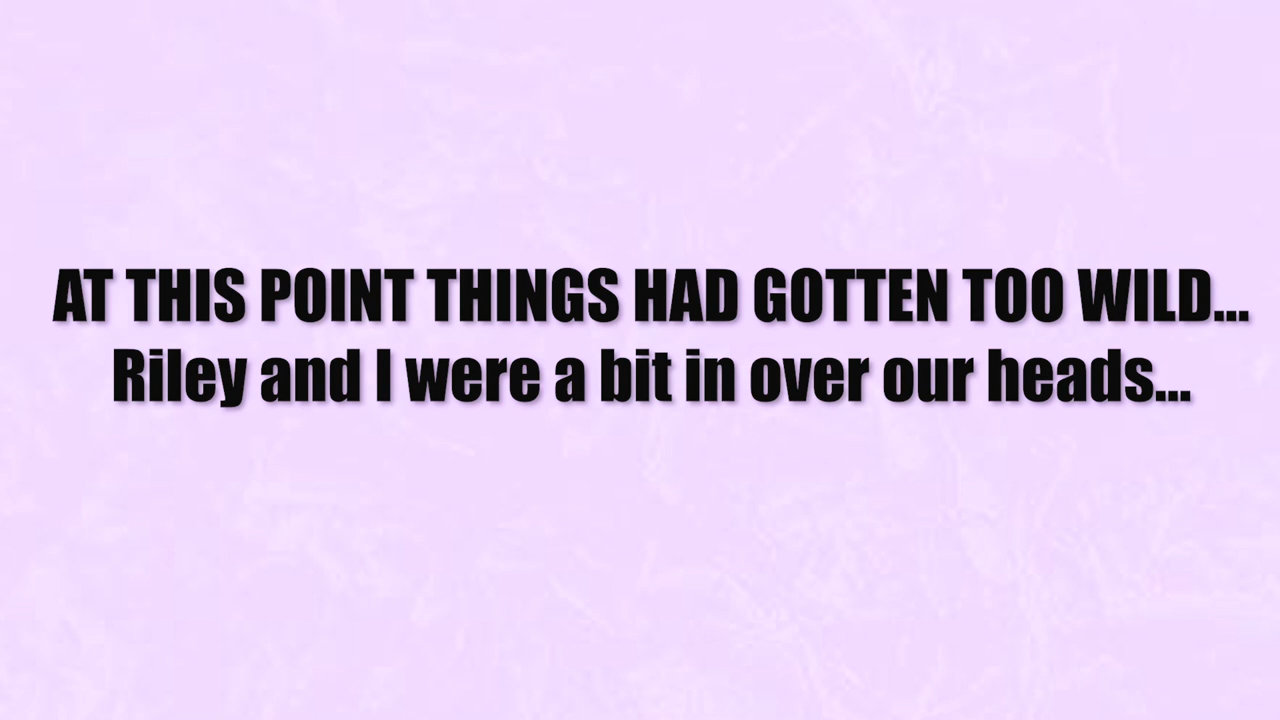 AT THIS POINT THINGS HAD GOTTEN TOO WILD...
Riley and I were a bit in over our heads...